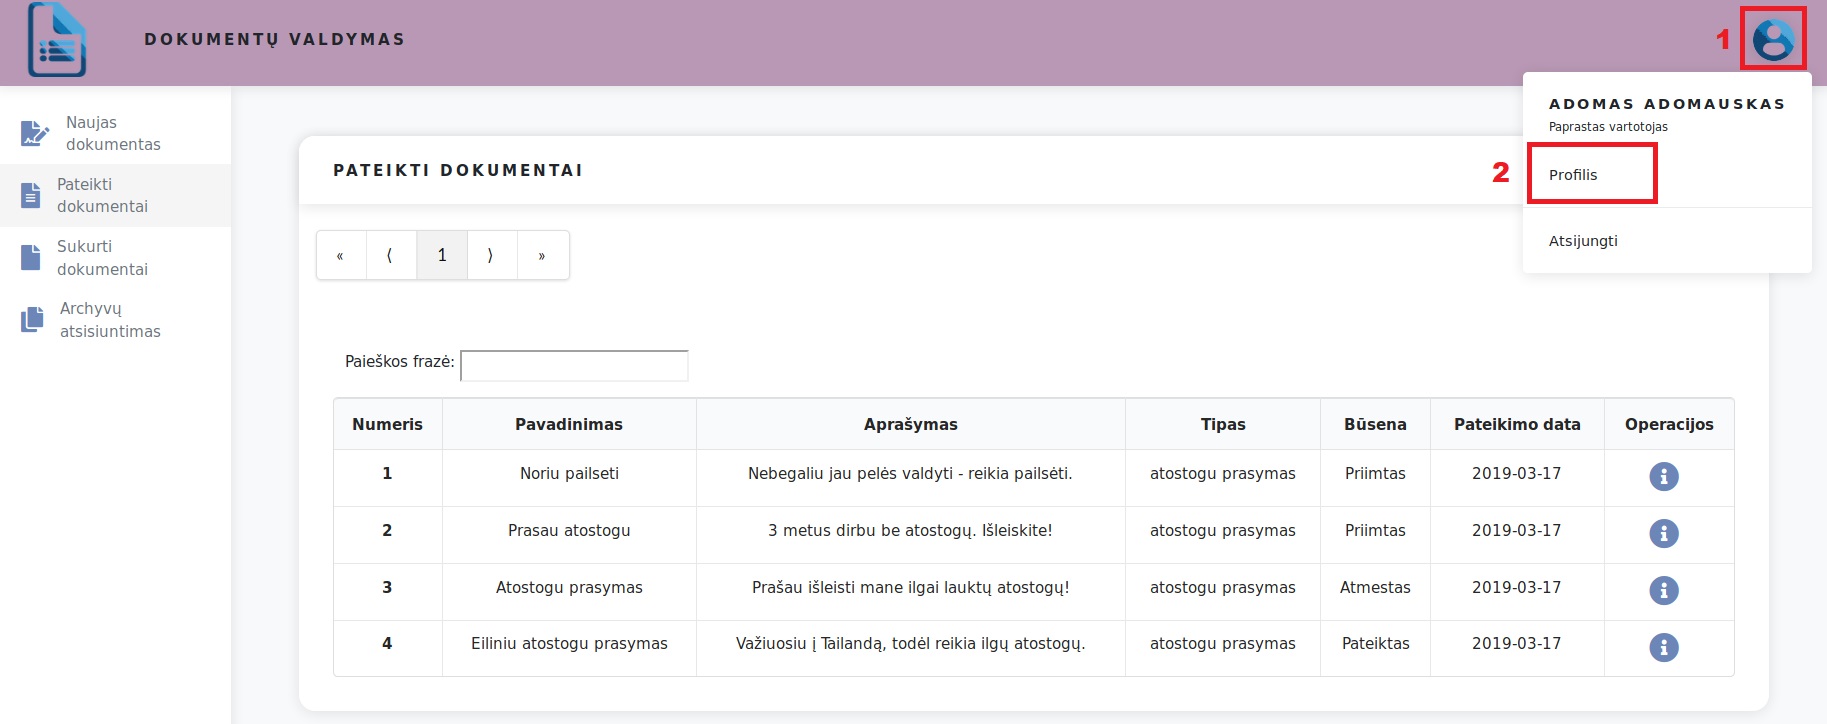 DOKUMENTŲ VALDYMAS
1
ADOMAS ADOMAUSKAS
Paprastas vartotojas
2
Profilis
Atsijungti
Naujas
dokumentas
Pateikti
dokumentai
Sukurti
dokumentai
Archyvų
atsisiuntimas
PATEIKTI DOKUMENTAI
« ⟨ 1 ⟩ »
Paieškos frazė:
Numeris Pavadinimas Aprašymas Tipas Būsena Pateikimo data Operacijos
1 Noriu pailseti Nebegaliu jau pelės valdyti - reikia pailsėti. atostogu prasymas Priimtas 2019-03-17
2 Prasau atostogu 3 metus dirbu be atostogų. Išleiskite! atostogu prasymas Priimtas 2019-03-17
3 Atostogu prasymas Prašau išleisti mane ilgai lauktų atostogų! atostogu prasymas Atmestas 2019-03-17
4 Eiliniu atostogu prasymas Važiuosiu į Tailandą, todėl reikia ilgų atostogų. atostogu prasymas Pateiktas 2019-03-17